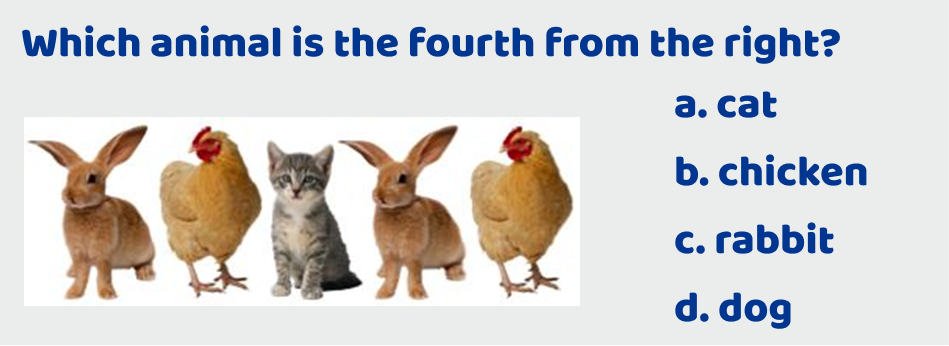 Which animal is the fourth from the right?
a. cat
b. chicken
c. rabbit
d. dog